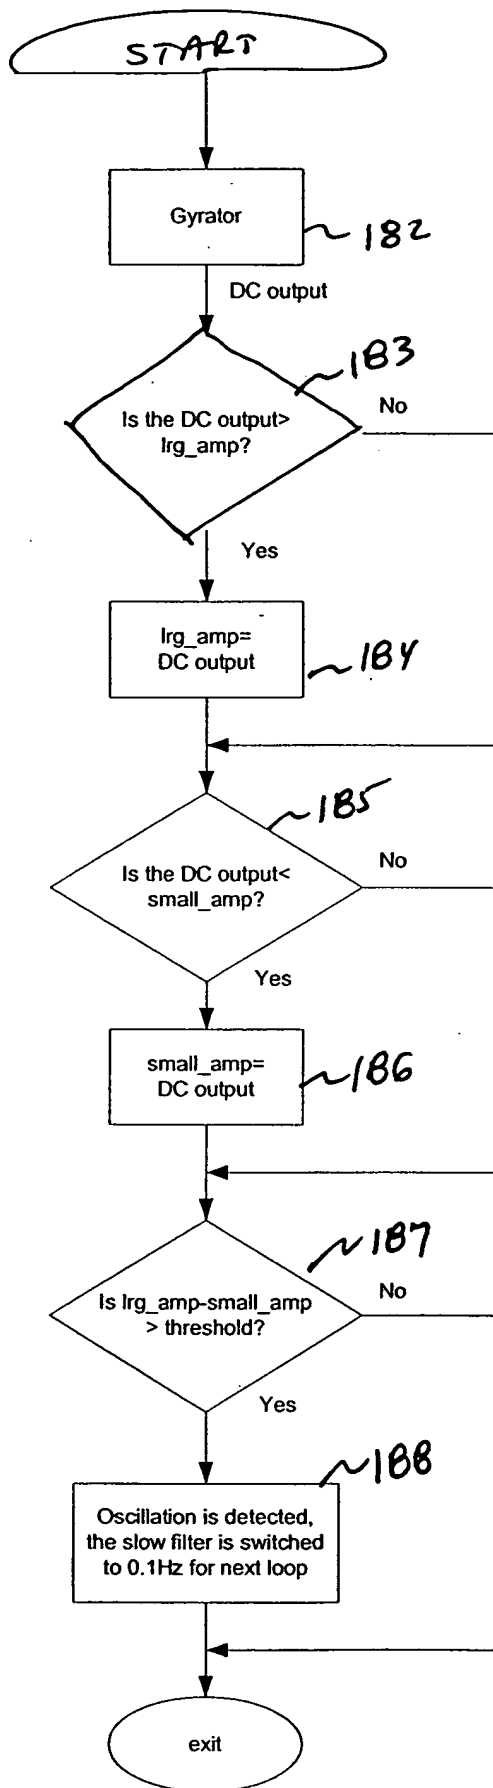 START
Gyrator
182
DC output
183
Is the DC output>
lrg_amp?
No
Yes
lrg_amp=
DC output
184
185
Is the DC output<
small_amp?
No
Yes
small_amp=
DC output
186
187
Is lrg_amp-small_amp
> threshold?
No
Yes
188
Oscillation is detected,
the slow filter is switched
to 0.1Hz for next loop
exit